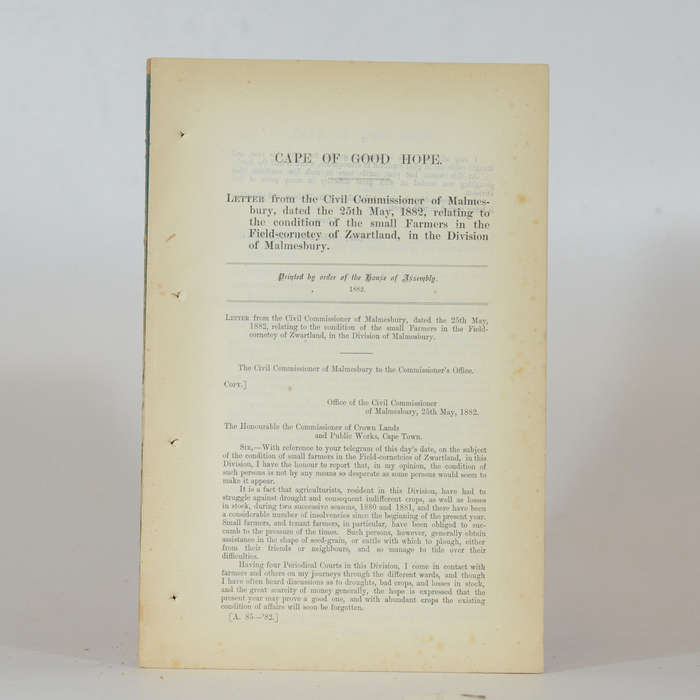 CAPE OF GOOD HOPE.
LETTER from the Civil Commissioner of Malmes-
bury, dated the 25th May, 1882, relating to
the condition of the small Farmers in the
Field-cornetcy of Zwartland, in the Division
of Malmesbury.
Printed by order of the House of Assembly.
1882.
LETTER from the Civil Commissioner of Malmesbury, dated the 25th May,
1882, relating to the condition of the small Farmers in the Field-
cornetcy of Zwartland, in the Division of Malmesbury.
The Civil Commissioner of Malmesbury to the Commissioner's Office.
COPY.]
Office of the Civil Commissioner
of Malmesbury, 25th May, 1882.
The Honourable the Commissioner of Crown Lands
and Public Works, Cape Town.
SIR,—With reference to your telegram of this day's date, on the subject
of the condition of small farmers in the Field-cornetcies of Zwartland, in this
Division, I have the honour to report that, in my opinion, the condition of
such persons is not by any means so desperate as some persons would seem to
make it appear.
It is a fact that agriculturists, resident in this Division, have had to
struggle against drought and consequent indifferent crops, as well as losses
in stock, during two successive seasons, 1880 and 1881, and there have been
a considerable number of insolvencies since the beginning of the present year.
Small farmers, and tenant farmers, in particular, have been obliged to suc-
cumb to the pressure of the times. Such persons, however, generally obtain
assistance in the shape of seed-grain, or cattle with which to plough, either
from their friends or neighbours, and so manage to tide over their
difficulties.
Having four Periodical Courts in this Division, I come in contact with
farmers and others on my journeys through the different wards, and though
I have often heard discussions as to droughts, bad crops, and losses in stock,
and the great scarcity of money generally, the hope is expressed that the
present year may prove a good one, and with abundant crops the existing
condition of affairs will soon be forgotten.
[A. 85—'82.]